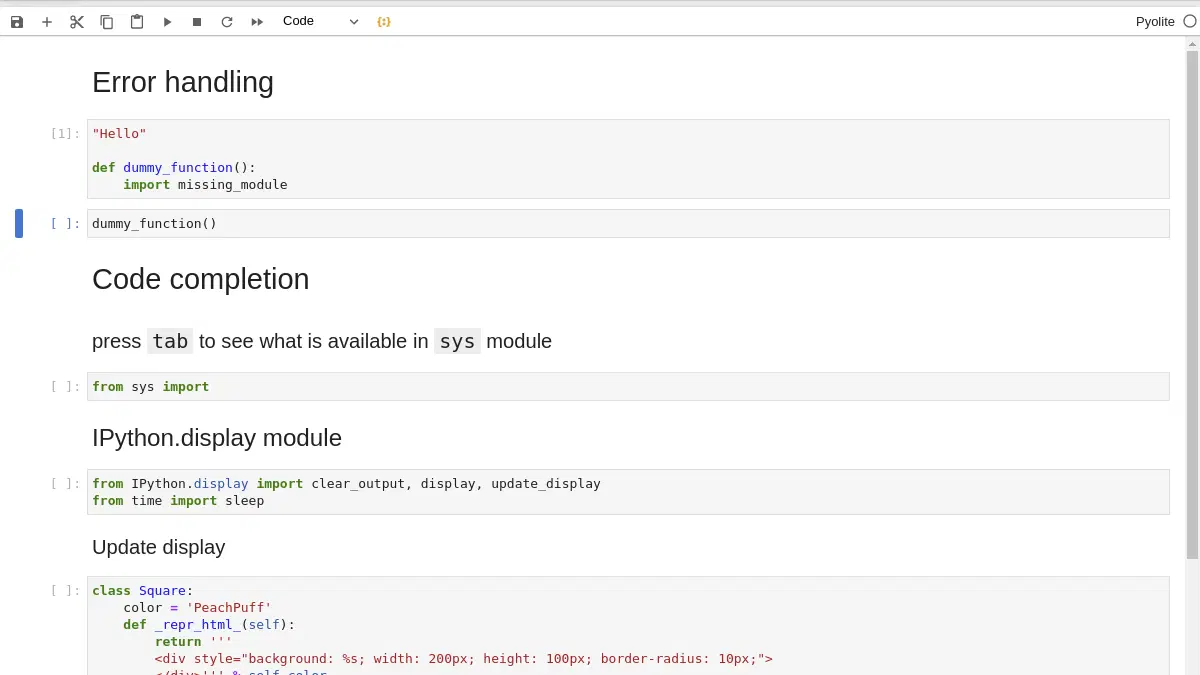 Code
{:}
Pyolite
Error handling
[1]:
"Hello"
def dummy_function():
    import missing_module
[ ]:
dummy_function()
Code completion
press tab to see what is available in sys module
[ ]:
from sys import
IPython.display module
[ ]:
from IPython.display import clear_output, display, update_display
from time import sleep
Update display
[ ]:
class Square:
    color = 'PeachPuff'
    def _repr_html_(self):
        return '''
        <div style="background: %s; width: 200px; height: 100px; border-radius: 10px;">
        </div>''' % self.color